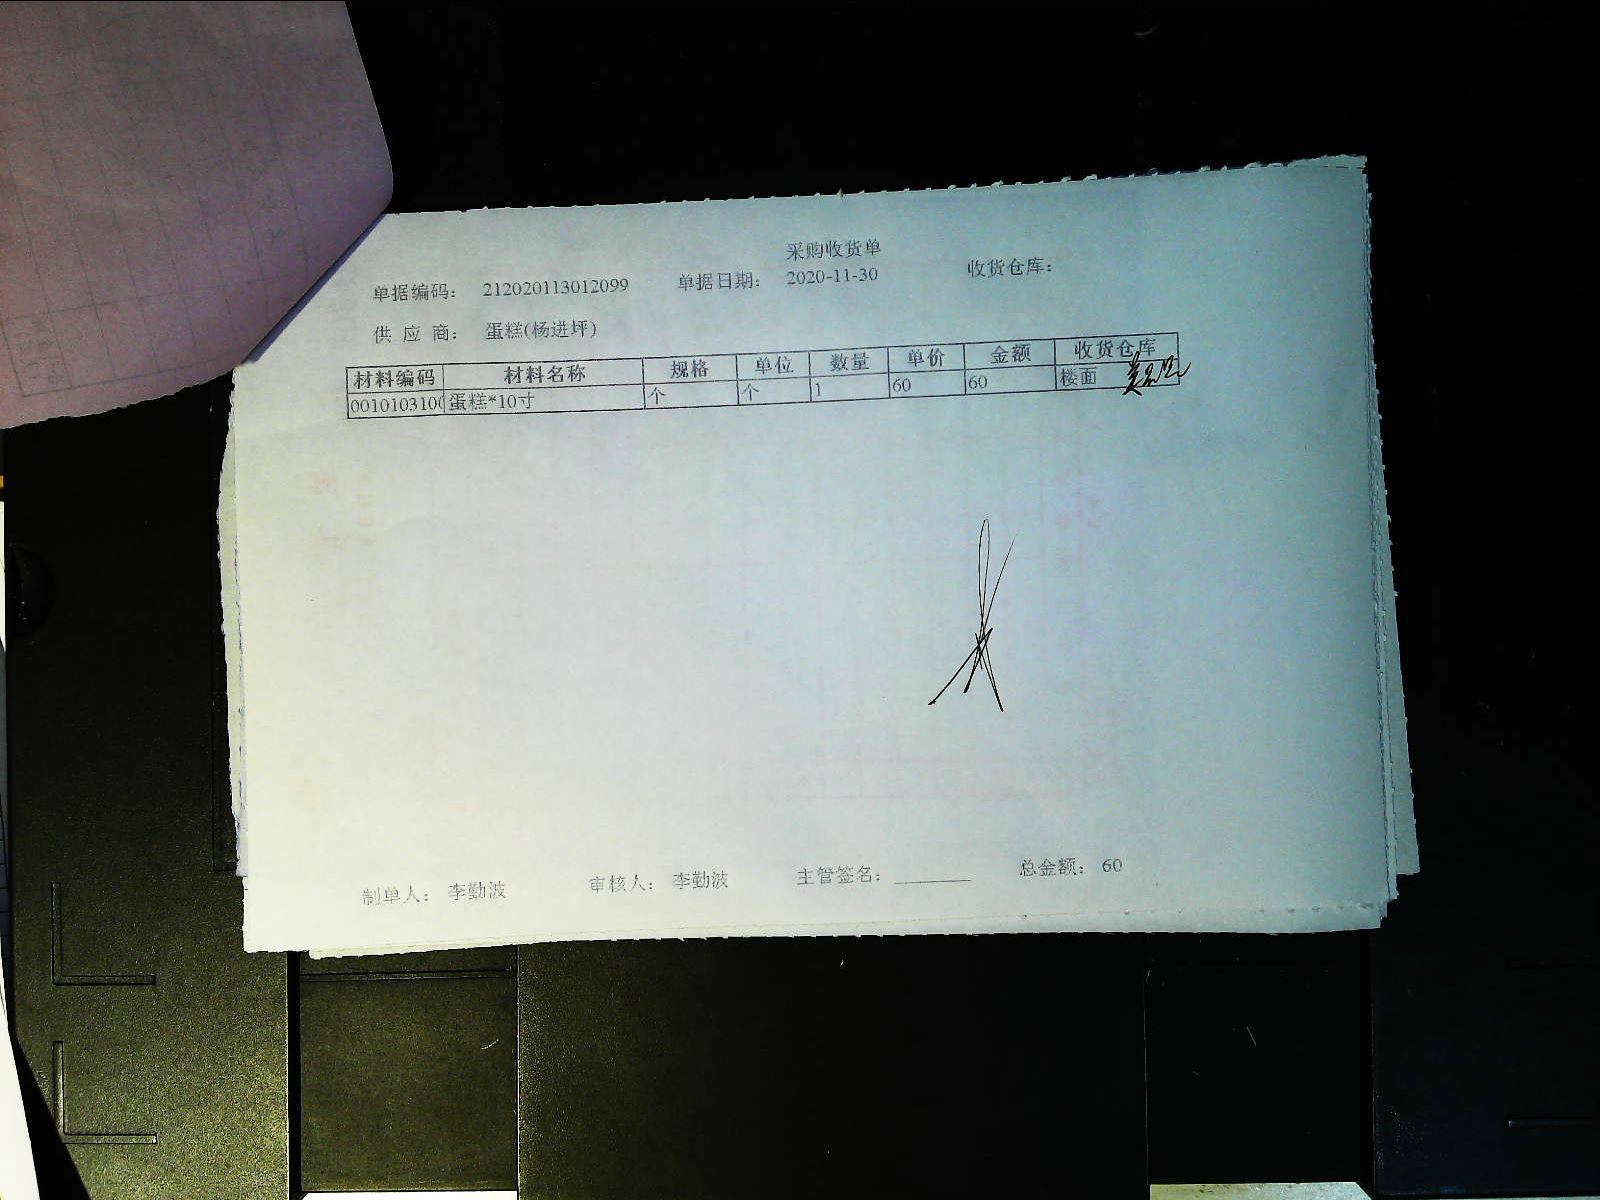 采购收货单
单据编码： 212020113012099 单据日期： 2020-11-30 收货仓库：
供 应 商： 蛋糕(杨进坪)
材料编码 材料名称 规格 单位 数量 单价 金额 收货仓库
0010103100 蛋糕*10寸 个 个 1 60 60 楼面
制单人： 李勤波 审核人： 李勤波 主管签名： 总金额： 60